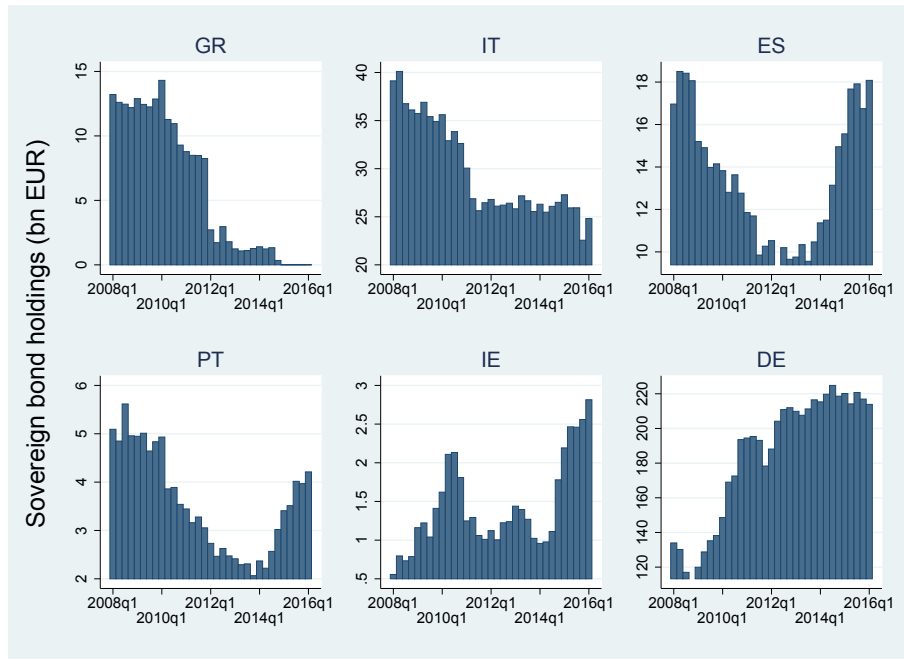 Sovereign bond holdings (bn EUR)
GR
15
10
5
0
2008q1
2010q1
2012q1
2014q1
2016q1
IT
40
35
30
25
20
2008q1
2010q1
2012q1
2014q1
2016q1
ES
18
16
14
12
10
2008q1
2010q1
2012q1
2014q1
2016q1
PT
6
5
4
3
2
2008q1
2010q1
2012q1
2014q1
2016q1
IE
3
2.5
2
1.5
1
.5
2008q1
2010q1
2012q1
2014q1
2016q1
DE
220
200
180
160
140
120
2008q1
2010q1
2012q1
2014q1
2016q1